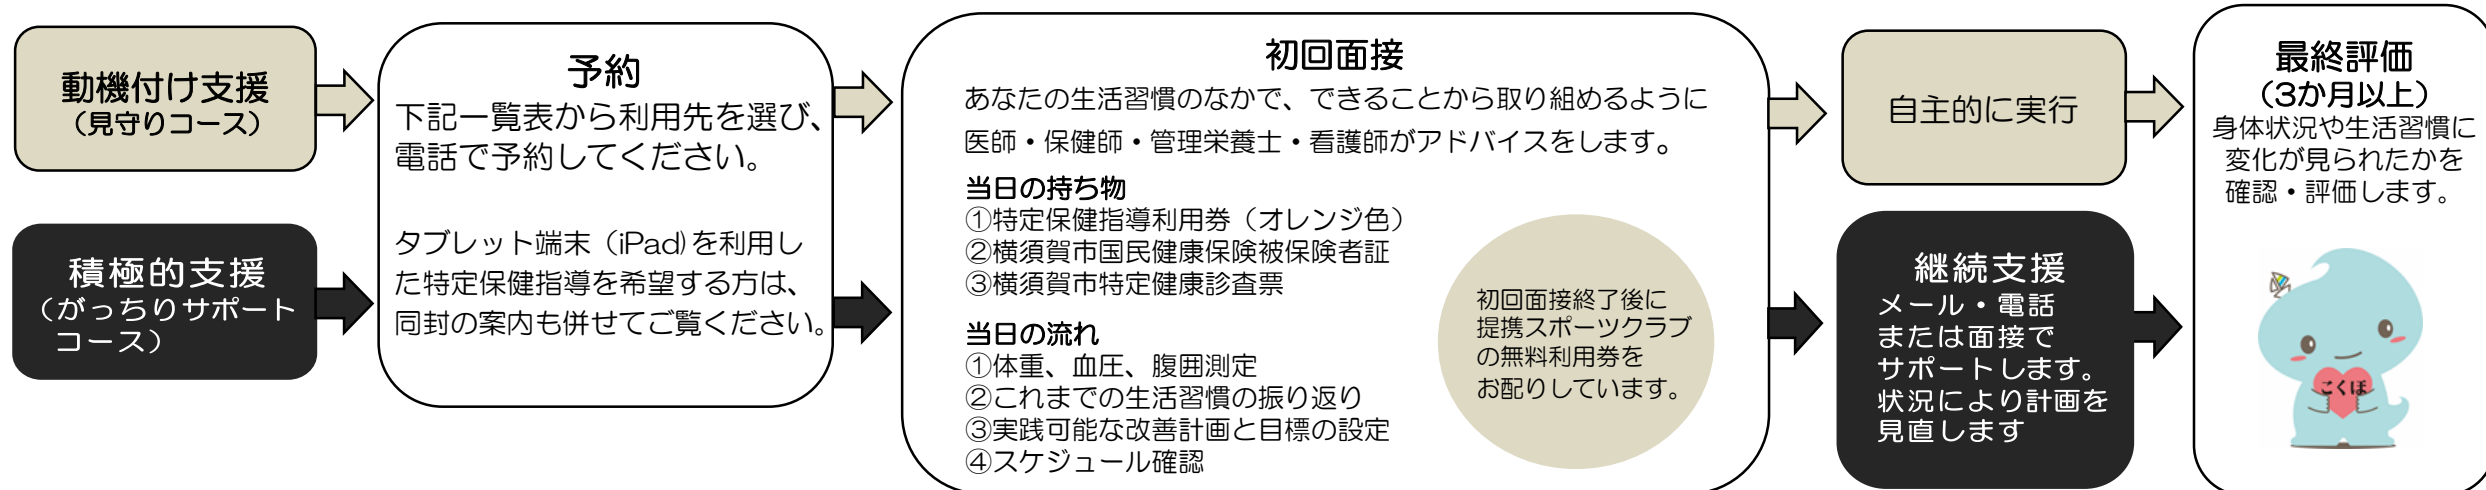 動機付け支援
（見守りコース）
積極的支援
（がっちりサポート
コース）
予約
下記一覧表から利用先を選び、
電話で予約してください。
タブレット端末（iPad)を利用し
た特定保健指導を希望する方は、
同封の案内も併せてご覧ください。
初回面接
あなたの生活習慣のなかで、できることから取り組めるように
医師・保健師・管理栄養士・看護師がアドバイスをします。
当日の持ち物
①特定保健指導利用券（オレンジ色）
②横須賀市国民健康保険被保険者証
③横須賀市特定健康診査票
当日の流れ
①体重、血圧、腹囲測定
②これまでの生活習慣の振り返り
③実践可能な改善計画と目標の設定
④スケジュール確認
初回面接終了後に
提携スポーツクラブ
の無料利用券を
お配りしています。
自主的に実行
継続支援
メール・電話
または面接で
サポートします。
状況により計画を
見直します
最終評価
（3か月以上）
身体状況や生活習慣に
変化が見られたかを
確認・評価します。
こくほ